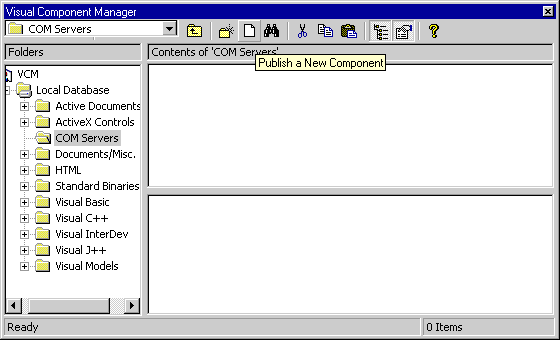 Visual Component Manager
COM Servers
Folders
Contents of 'COM Servers'
Publish a New Component
VCM
Local Database
Active Documents
ActiveX Controls
COM Servers
Documents/Misc.
HTML
Standard Binaries
Visual Basic
Visual C++
Visual InterDev
Visual J++
Visual Models
Ready
0 Items